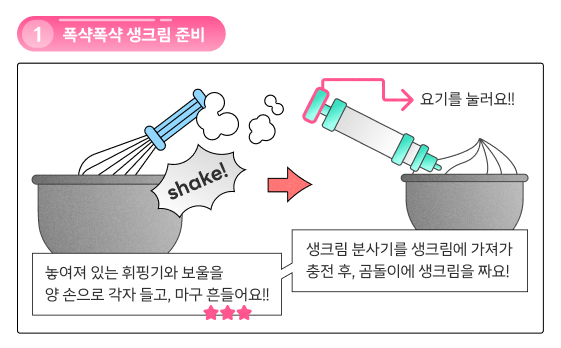 1 폭샥폭샥 생크림 준비
shake!
요기를 눌러요!!
놓여져 있는 휘핑기와 보울을
양 손으로 각자 들고, 마구 흔들어요!!
생크림 분사기를 생크림에 가져가
충전 후, 곰돌이에 생크림을 짜요!